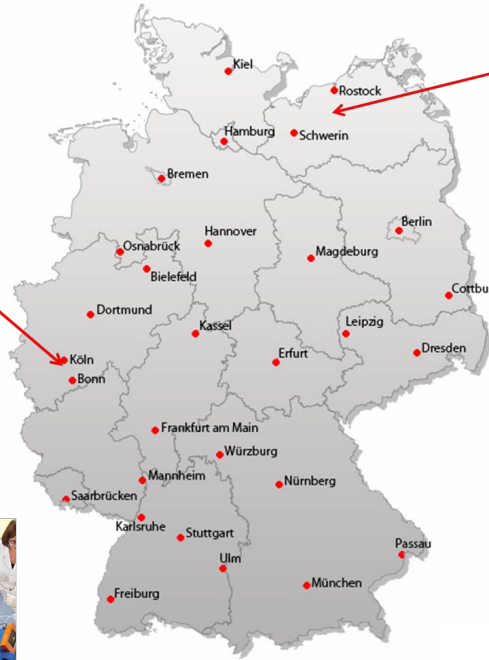 Kiel
Rostock
Hamburg
Schwerin
Bremen
Berlin
Hannover
Osnabrück
Magdeburg
Bielefeld
Cottbu
Dortmund
Leipzig
Kassel
Dresden
Erfurt
Köln
Bonn
Frankfurt am Main
Würzburg
Mannheim
Nürnberg
Saarbrücken
Karlsruhe
Stuttgart
Passau
Ulm
München
Freiburg